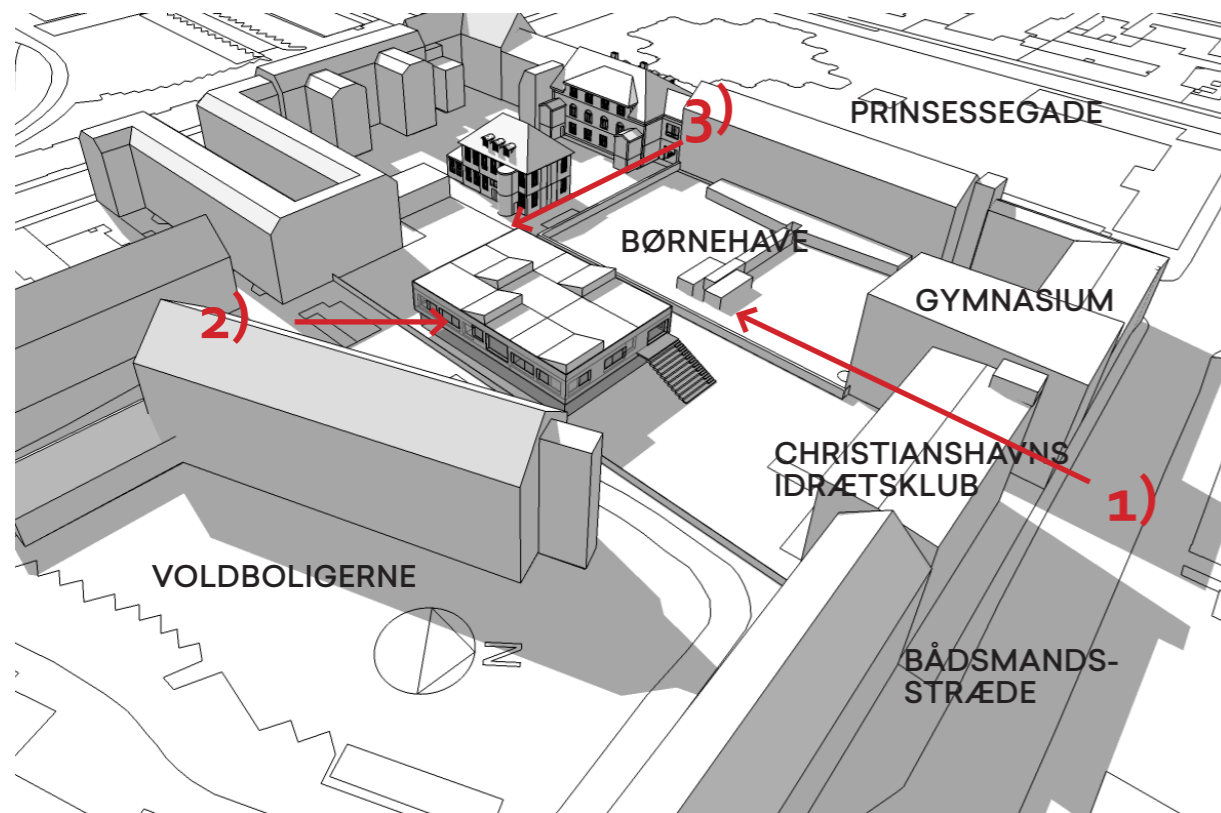 PRINSESSEGADE
3)
BØRNEHAVE
GYMNASIUM
2)
CHRISTIANSHAVNS
IDRÆTSKLUB
1)
VOLDBOLIGERNE
N
BÅDSMANDS-
STRÆDE